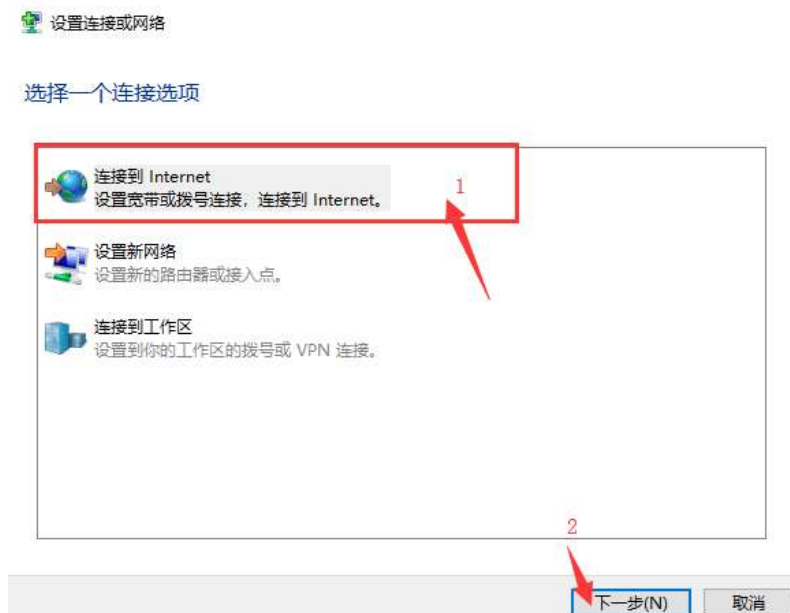 设置连接或网络
选择一个连接选项
连接到 Internet
设置宽带或拨号连接，连接到 Internet。
1
设置新网络
设置新的路由器或接入点。
连接到工作区
设置到你的工作区的拨号或 VPN 连接。
2
下一步(N)
取消